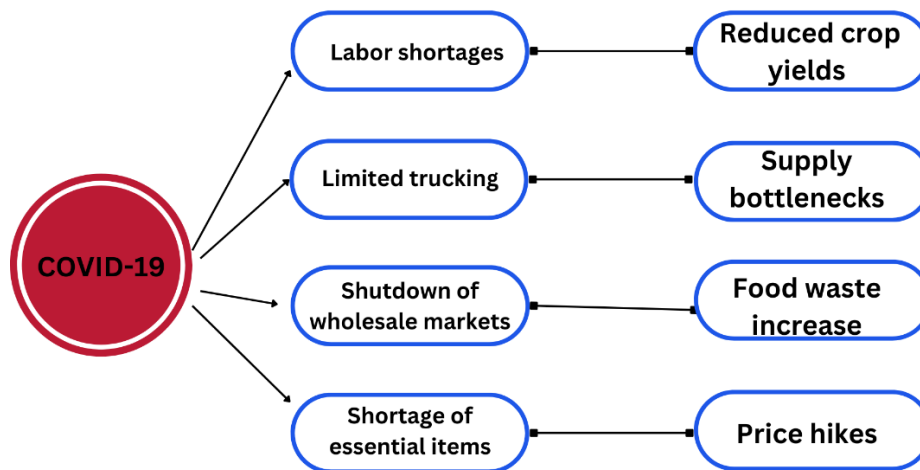 COVID-19
Labor shortages
Reduced crop
yields
Limited trucking
Supply
bottlenecks
Shutdown of
wholesale markets
Food waste
increase
Shortage of
essential items
Price hikes